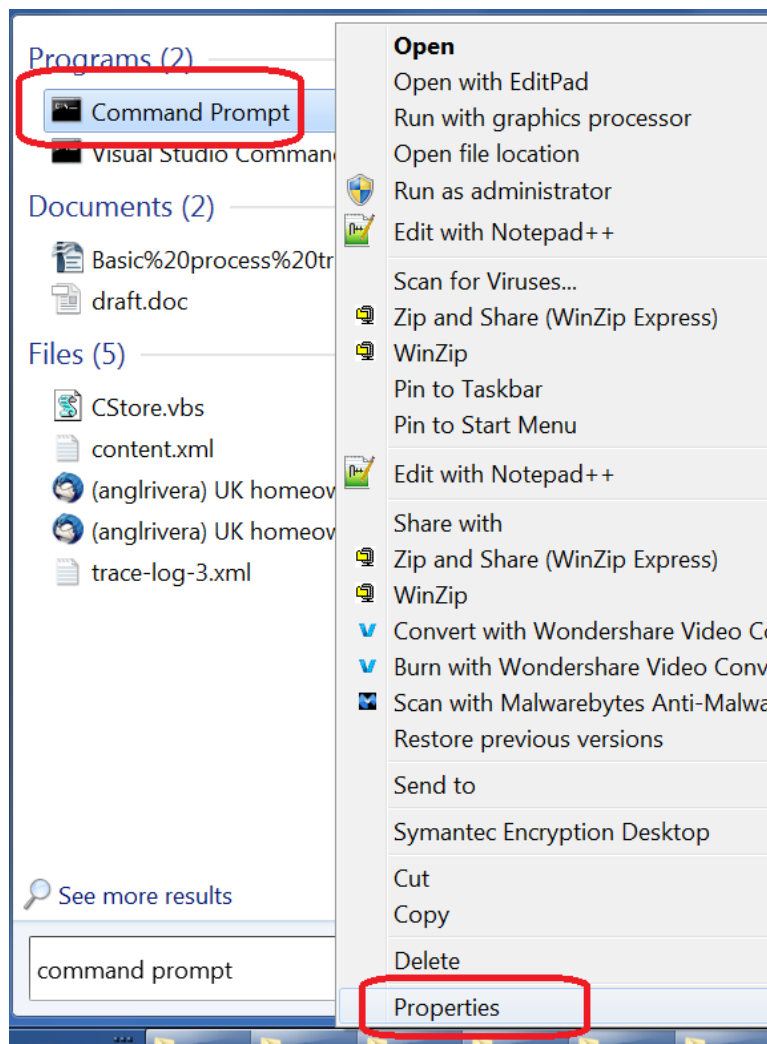 Programs (2)
Command Prompt
Visual Studio Comman
Documents (2)
Basic%20process%20tr
draft.doc
Files (5)
CStore.vbs
content.xml
(anglrivera) UK homeov
(anglrivera) UK homeov
trace-log-3.xml
See more results
command prompt
Open
Open with EditPad
Run with graphics processor
Open file location
Run as administrator
Edit with Notepad++
Scan for Viruses...
Zip and Share (WinZip Express)
WinZip
Pin to Taskbar
Pin to Start Menu
Edit with Notepad++
Share with
Zip and Share (WinZip Express)
WinZip
Convert with Wondershare Video Co
Burn with Wondershare Video Conv
Scan with Malwarebytes Anti-Malwa
Restore previous versions
Send to
Symantec Encryption Desktop
Cut
Copy
Delete
Properties